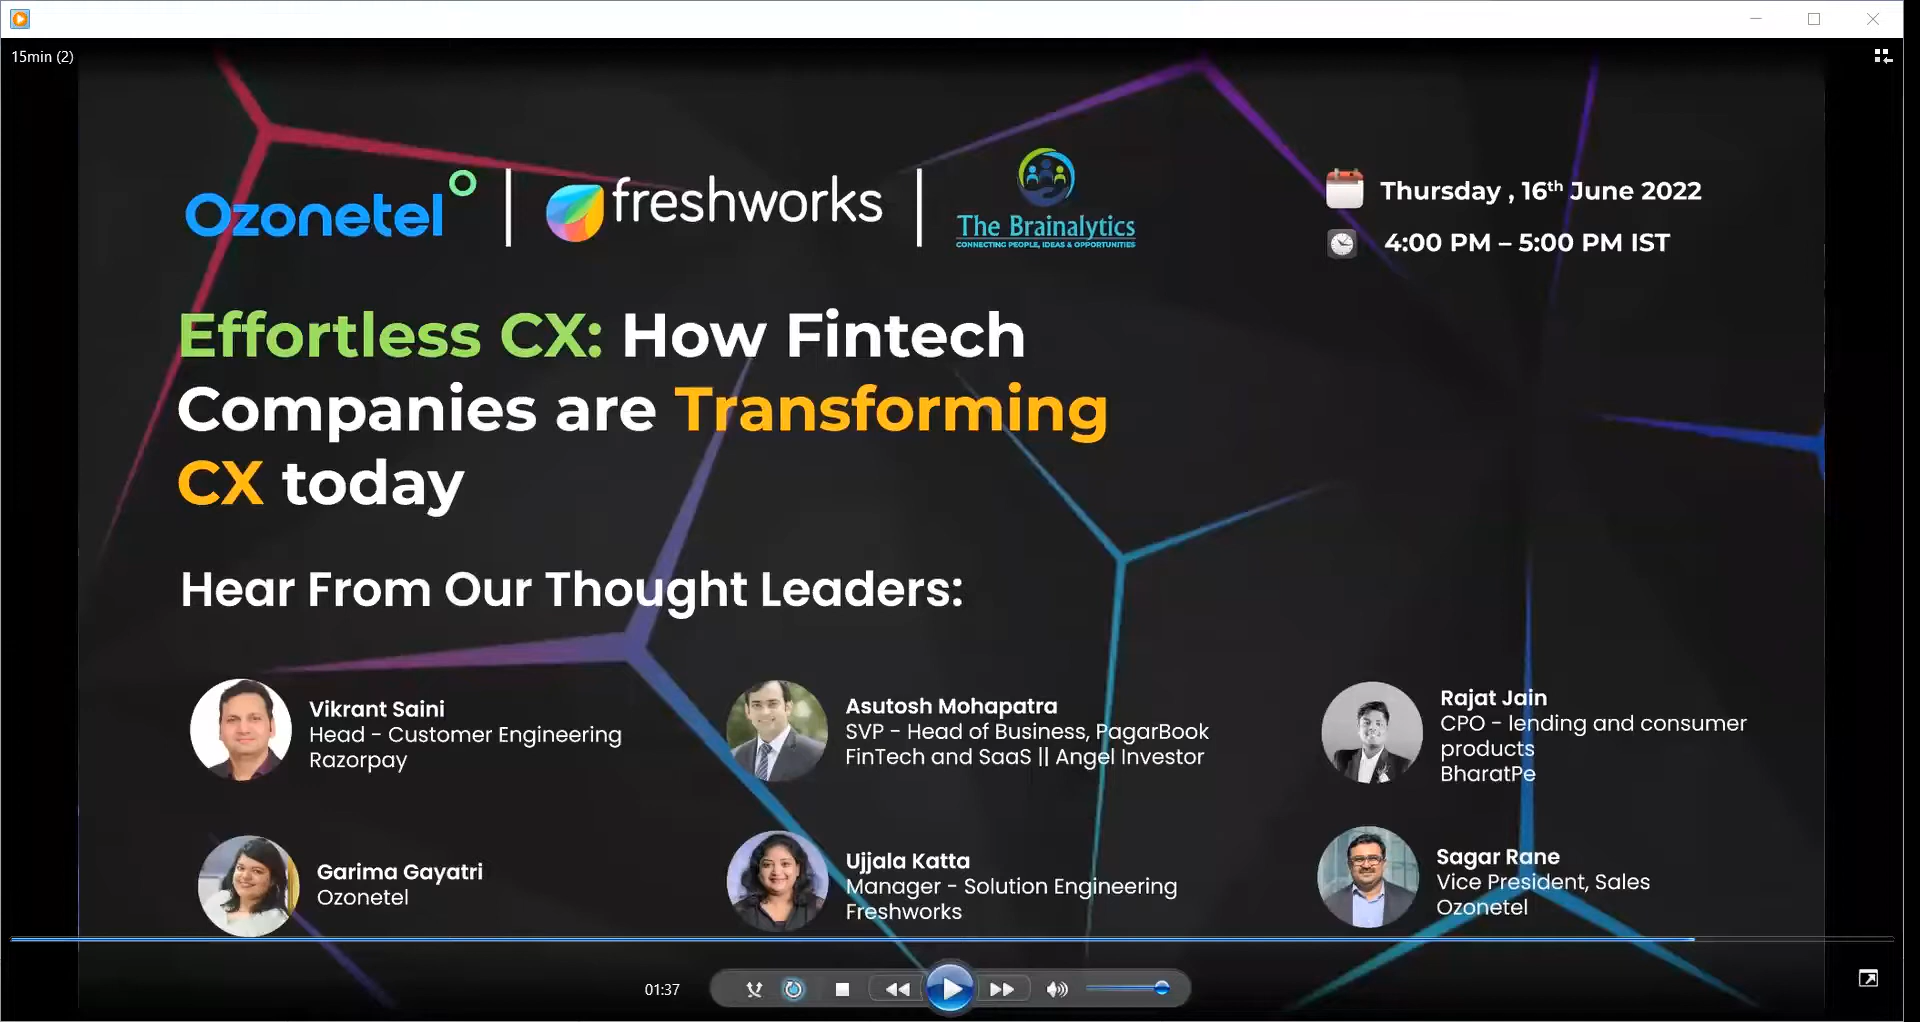 15min (2)
Ozonetel
freshworks
The Brainalytics
CONNECTING PEOPLE, IDEAS & OPPORTUNITIES
Thursday , 16th June 2022
4:00 PM – 5:00 PM IST
Effortless CX: How Fintech
Companies are Transforming
CX today
Hear From Our Thought Leaders:
Vikrant Saini
Head - Customer Engineering
Razorpay
Asutosh Mohapatra
SVP - Head of Business, PagarBook
FinTech and SaaS || Angel Investor
Rajat Jain
CPO - lending and consumer
products
BharatPe
Garima Gayatri
Ozonetel
Ujjala Katta
Manager - Solution Engineering
Freshworks
Sagar Rane
Vice President, Sales
Ozonetel
01:37